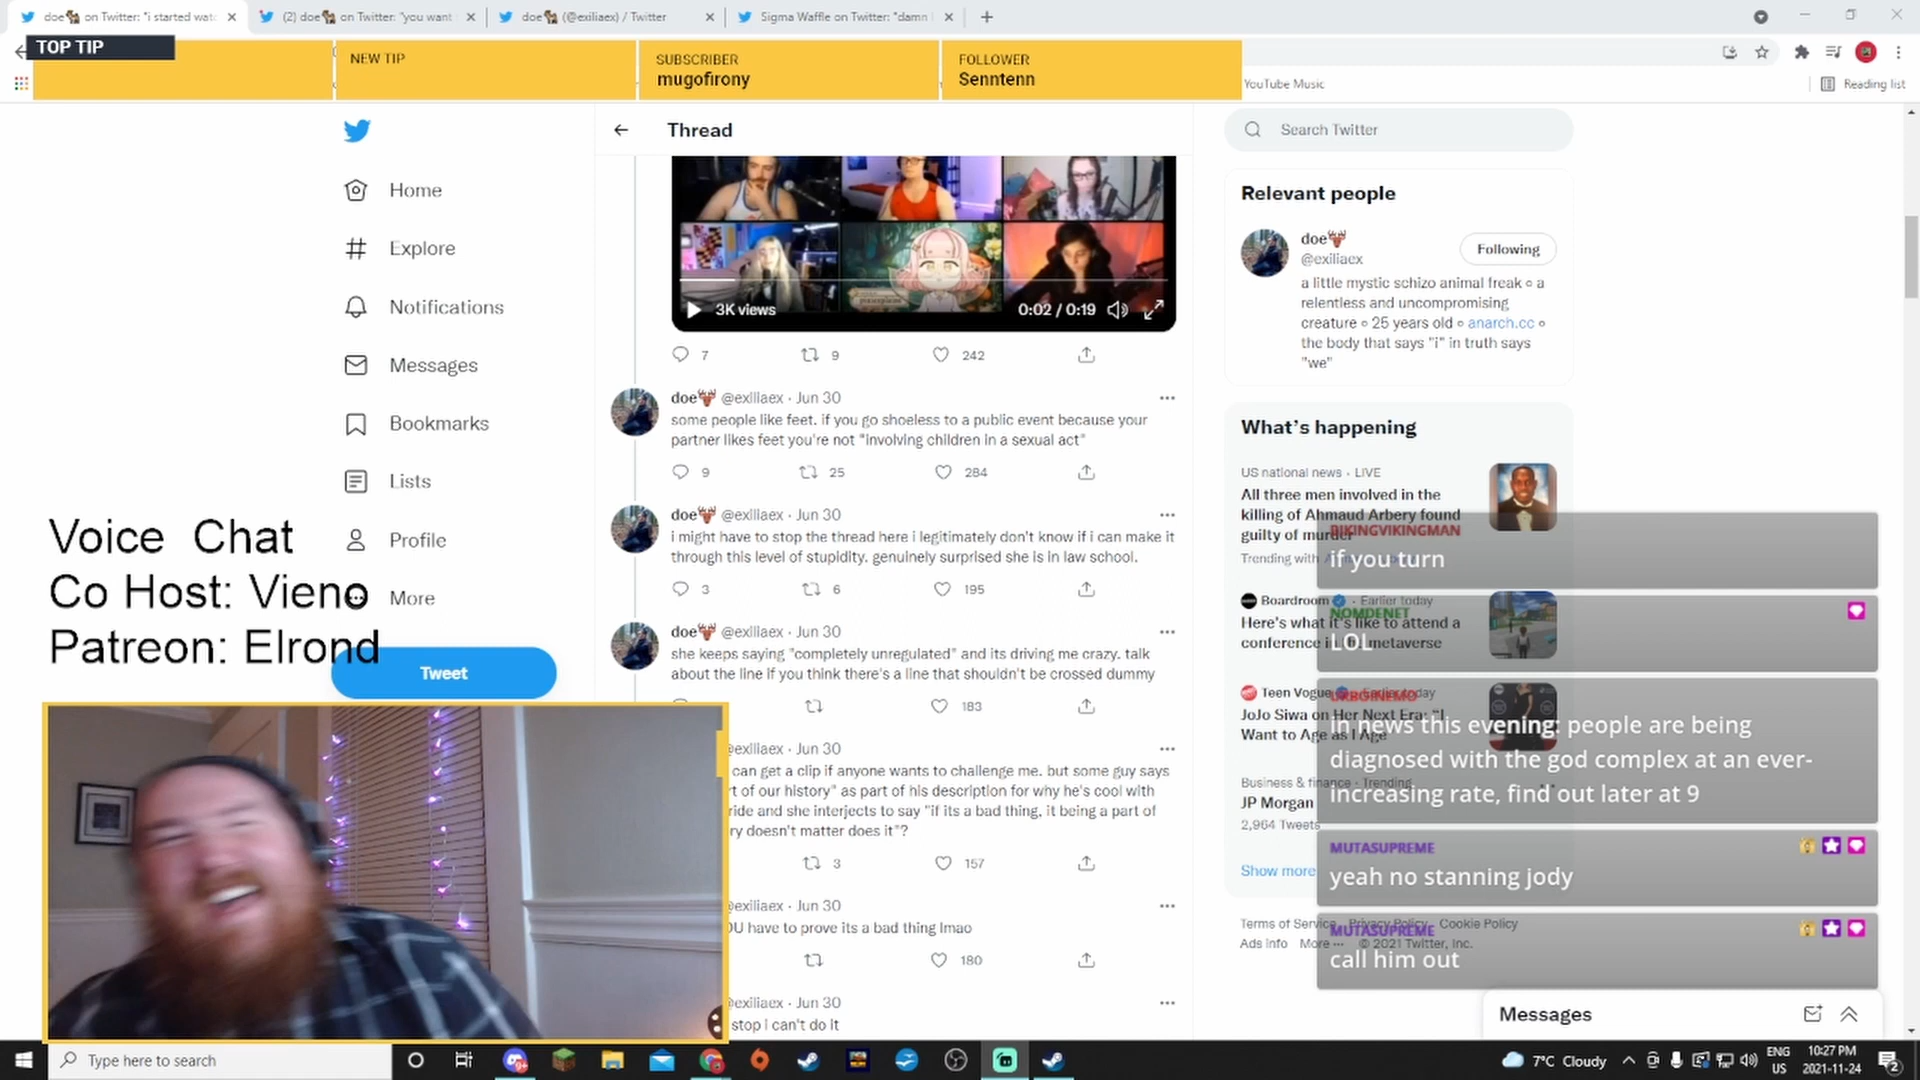 doe on Twitter: "i started wat
(2) doe on Twitter: "you want
doe (@exiliaex) / Twitter
Sigma Waffle on Twitter: "damn
TOP TIP
NEW TIP
SUBSCRIBER
mugofirony
FOLLOWER
Senntenn
YouTube Music
Reading list
Thread
Search Twitter
Home
Explore
Notifications
Messages
Bookmarks
Lists
Profile
More
Tweet
Voice Chat
Co Host: Vieno
Patreon: Elrond
3K views
0:02 / 0:19
7 9 242
doe @exiliaex · Jun 30
some people like feet. if you go shoeless to a public event because your
partner likes feet you're not "involving children in a sexual act"
9 25 284
doe @exiliaex · Jun 30
i might have to stop the thread here i legitimately don't know if i can make it
through this level of stupidity. genuinely surprised she is in law school.
3 6 195
doe @exiliaex · Jun 30
she keeps saying "completely unregulated" and its driving me crazy. talk
about the line if you think there's a line that shouldn't be crossed dummy
183
@exiliaex · Jun 30
can get a clip if anyone wants to challenge me. but some guy says
rt of our history" as part of his description for why he's cool with
ride and she interjects to say "if its a bad thing, it being a part of
ry doesn't matter does it"?
3 157
@exiliaex · Jun 30
OU have to prove its a bad thing lmao
180
@exiliaex · Jun 30
stop i can't do it
Relevant people
doe
@exiliaex
Following
a little mystic schizo animal freak ∘ a
relentless and uncompromising
creature ∘ 25 years old ∘ anarch.cc ∘
the body that says "i" in truth says
"we"
What's happening
US national news · LIVE
All three men involved in the
killing of Ahmaud Arbery found
guilty of murder
Trending with
Boardroom · Earlier today
Here's what it's like to attend a
conference in the metaverse
Teen Vogue · Earlier today
JoJo Siwa on Her Next Era: "I
Want to Age as I Age
Business & finance · Trending
JP Morgan
2,964 Tweets
Show more
Terms of Service Privacy Policy Cookie Policy
Ads info More ··· © 2021 Twitter, Inc.
BIKINGVIKINGMAN
if you turn
NOMDENET
LOL
in news this evening: people are being
diagnosed with the god complex at an ever-
increasing rate, find out later at 9
MUTASUPREME
yeah no stanning jody
MUTASUPREME
call him out
Messages
Type here to search
7°C Cloudy
ENG
US
10:27 PM
2021-11-24
2